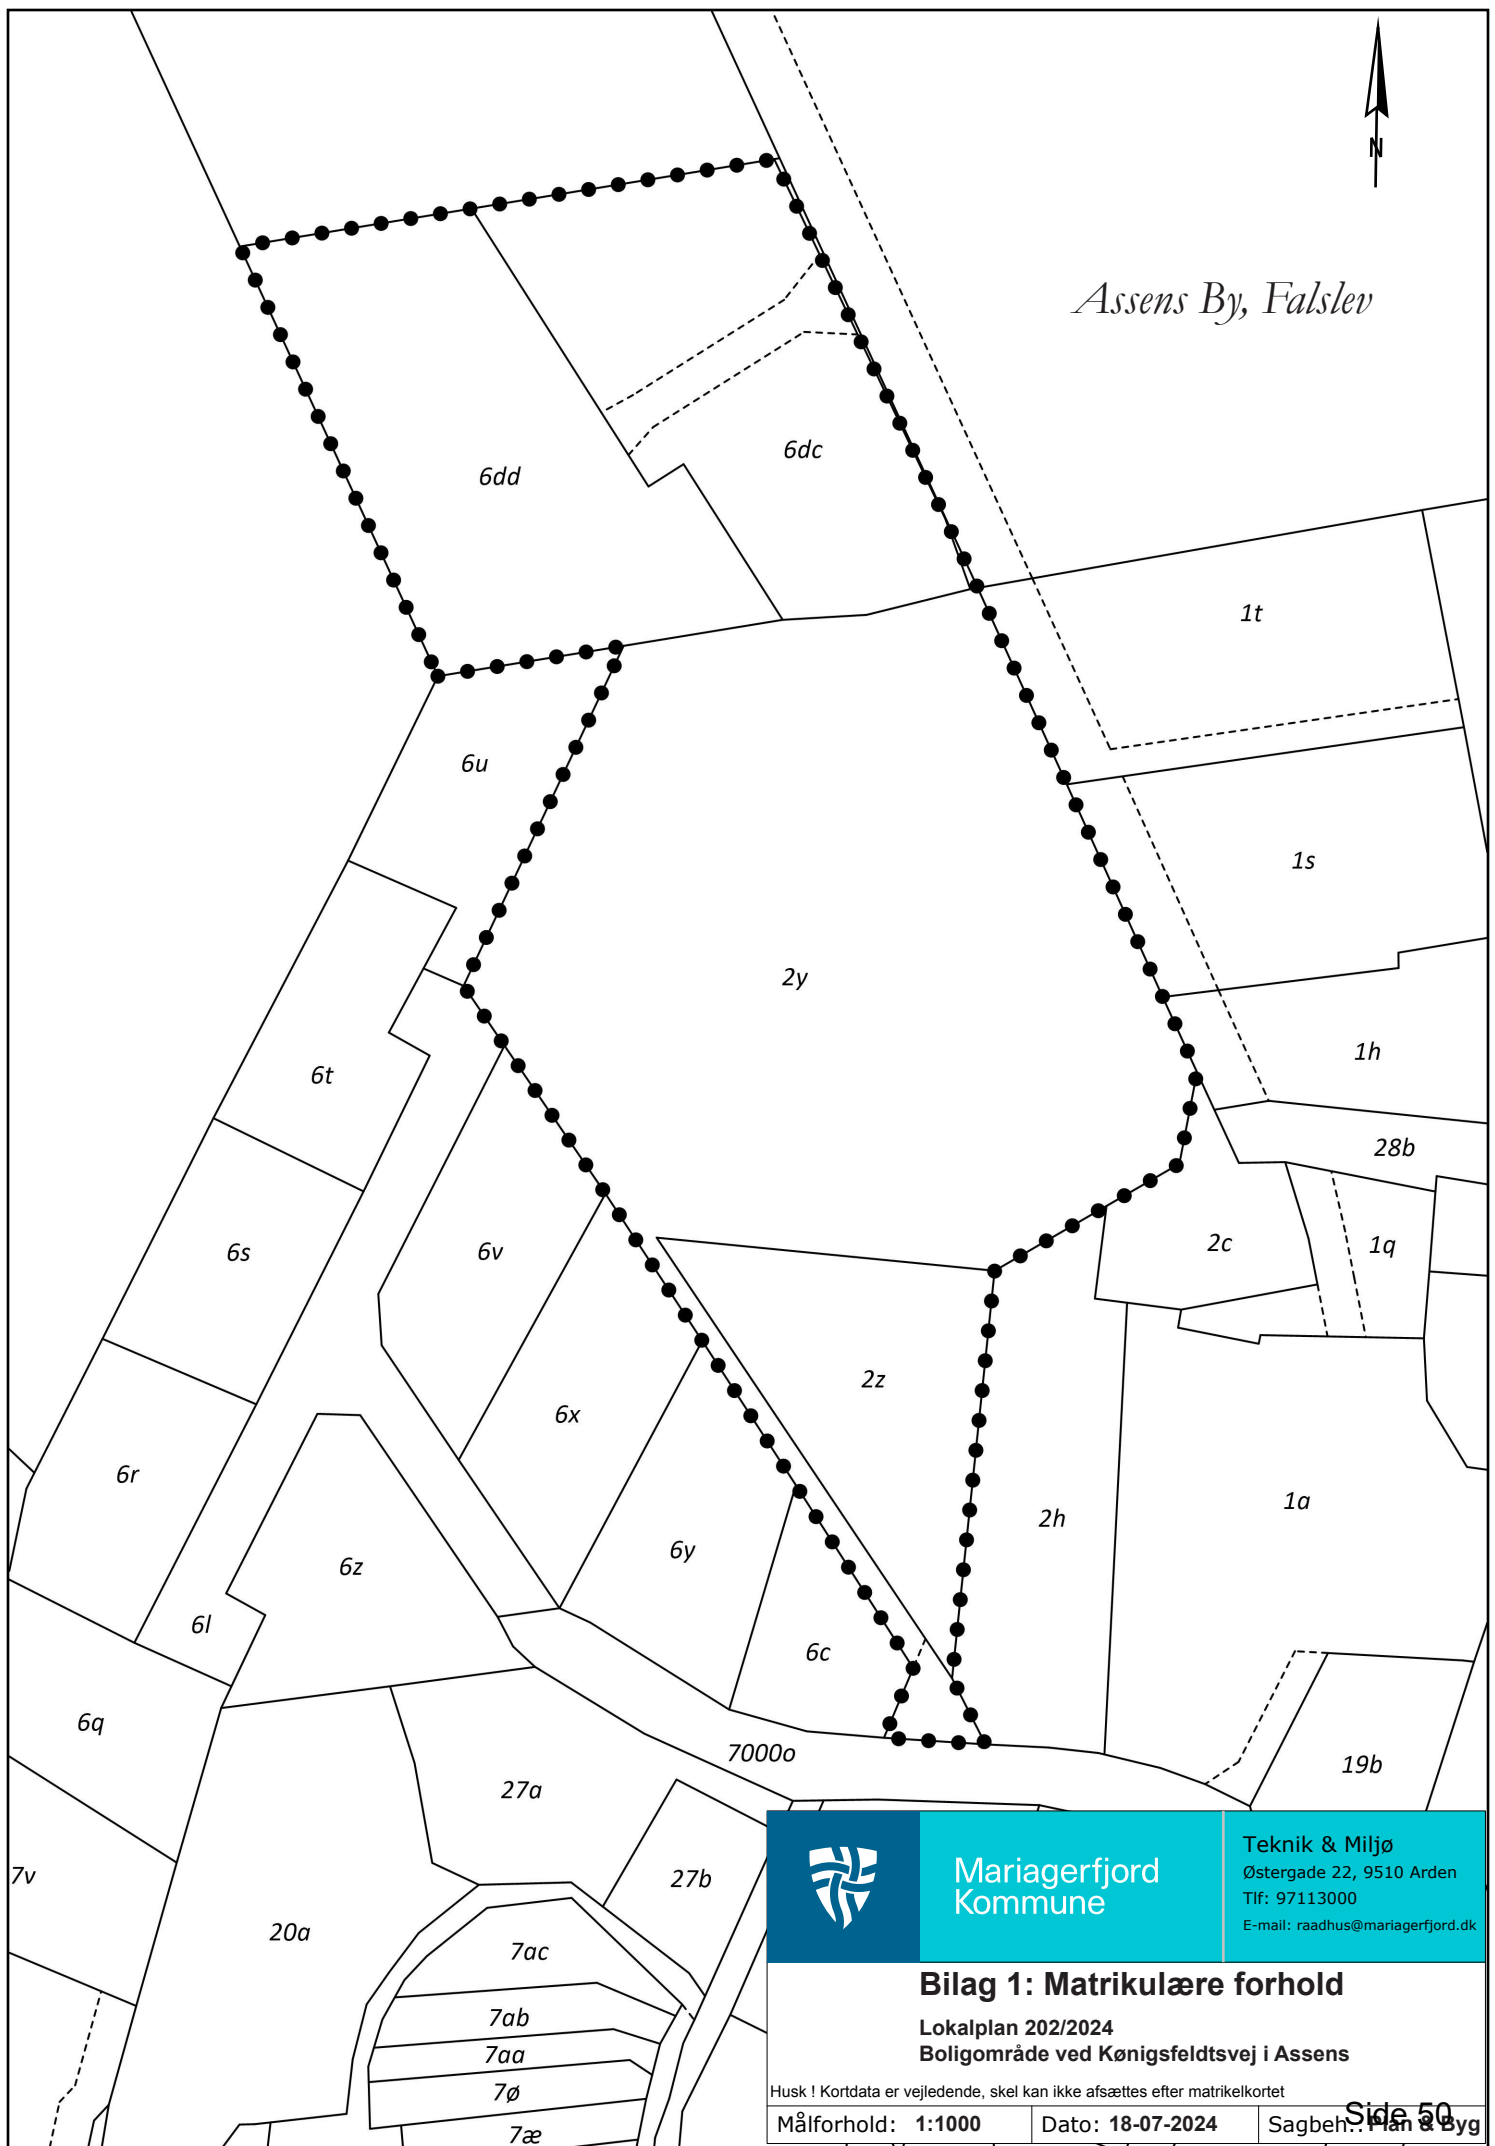 N
Assens By, Falslev
6dc
6dd
1t
6u
1s
2y
1h
6t
28b
6s
6v
2c
1q
2z
6x
6r
1a
2h
6y
6z
6l
6c
6q
7000o
19b
27a
7v
27b
20a
7ac
7ab
7aa
7ø
7æ
Mariagerfjord
Kommune
Teknik & Miljø
Østergade 22, 9510 Arden
Tlf: 97113000
E-mail: raadhus@mariagerfjord.dk
Bilag 1: Matrikulære forhold
Lokalplan 202/2024
Boligområde ved Kønigsfeldtsvej i Assens
Husk ! Kortdata er vejledende, skel kan ikke afsættes efter matrikelkortet
Målforhold: 1:1000 Dato: 18-07-2024 Sagbeh.: Plan & Byg
Side 50